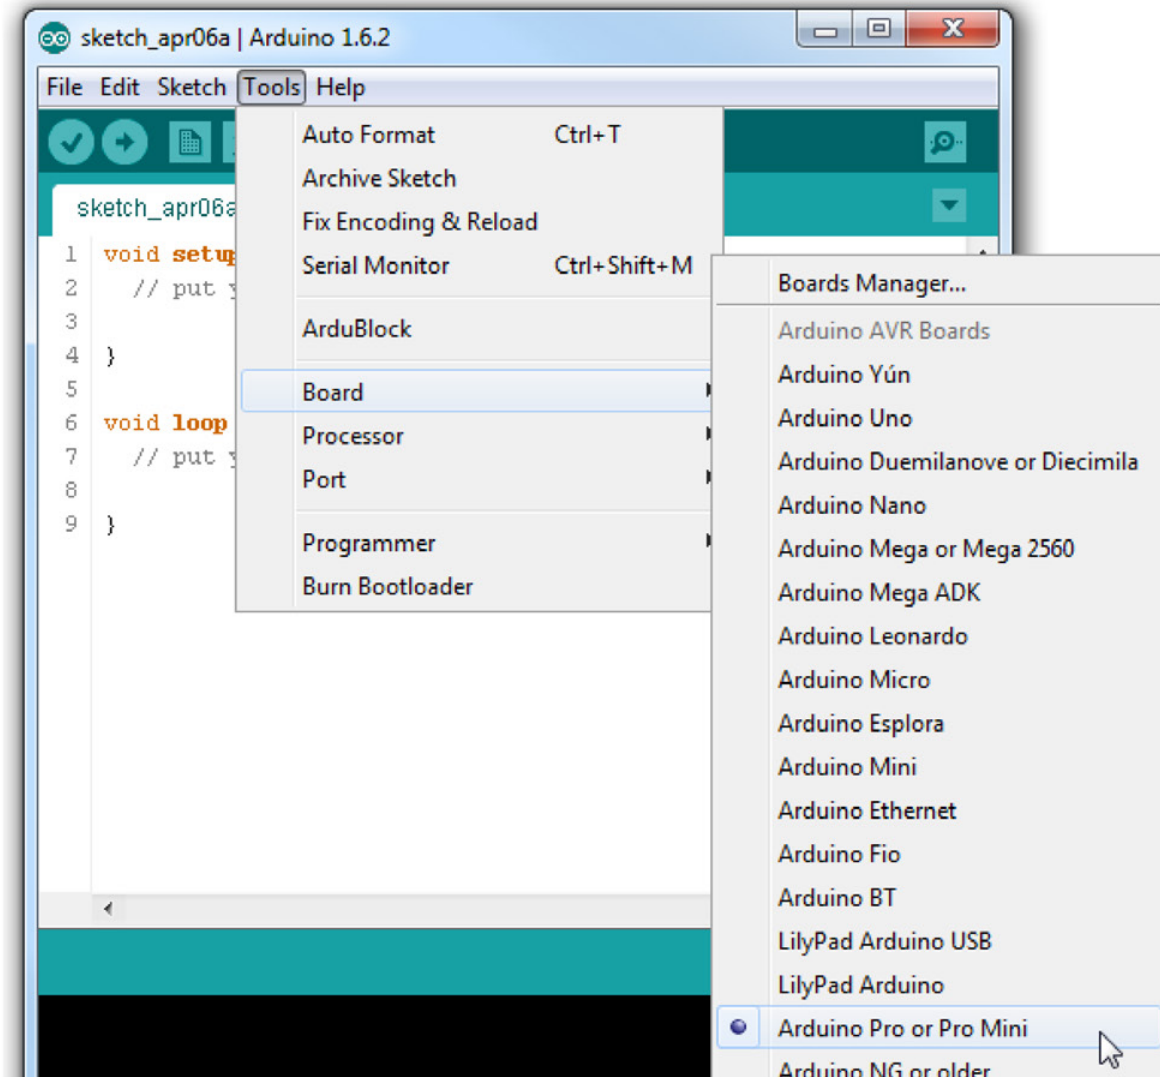 sketch_apr06a | Arduino 1.6.2
File Edit Sketch Tools Help
Auto Format Ctrl+T
Archive Sketch
Fix Encoding & Reload
Serial Monitor Ctrl+Shift+M
ArduBlock
Board
Processor
Port
Programmer
Burn Bootloader
sketch_apr06a
1 void setup
2 // put
3
4 }
5
6 void loop
7 // put
8
9 }
Boards Manager...
Arduino AVR Boards
Arduino Yún
Arduino Uno
Arduino Duemilanove or Diecimila
Arduino Nano
Arduino Mega or Mega 2560
Arduino Mega ADK
Arduino Leonardo
Arduino Micro
Arduino Esplora
Arduino Mini
Arduino Ethernet
Arduino Fio
Arduino BT
LilyPad Arduino USB
LilyPad Arduino
Arduino Pro or Pro Mini
Arduino NG or older